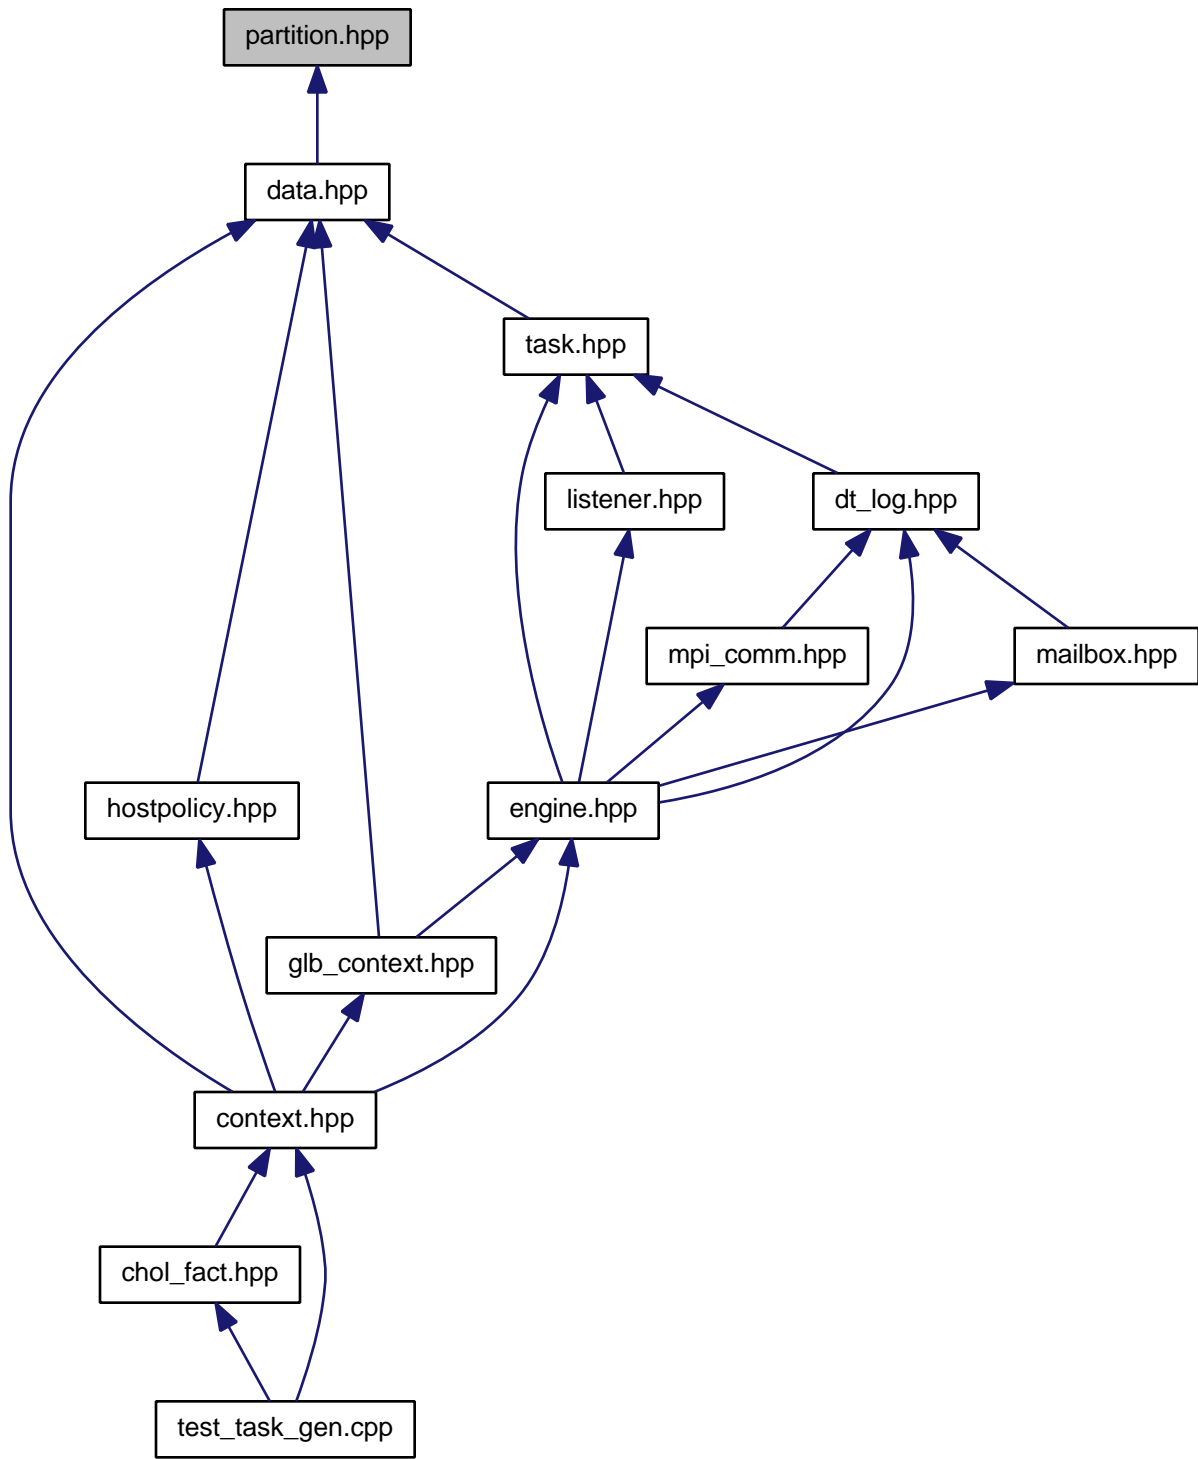 partition.hpp
data.hpp
task.hpp
listener.hpp
dt_log.hpp
mpi_comm.hpp
mailbox.hpp
hostpolicy.hpp
engine.hpp
glb_context.hpp
context.hpp
chol_fact.hpp
test_task_gen.cpp